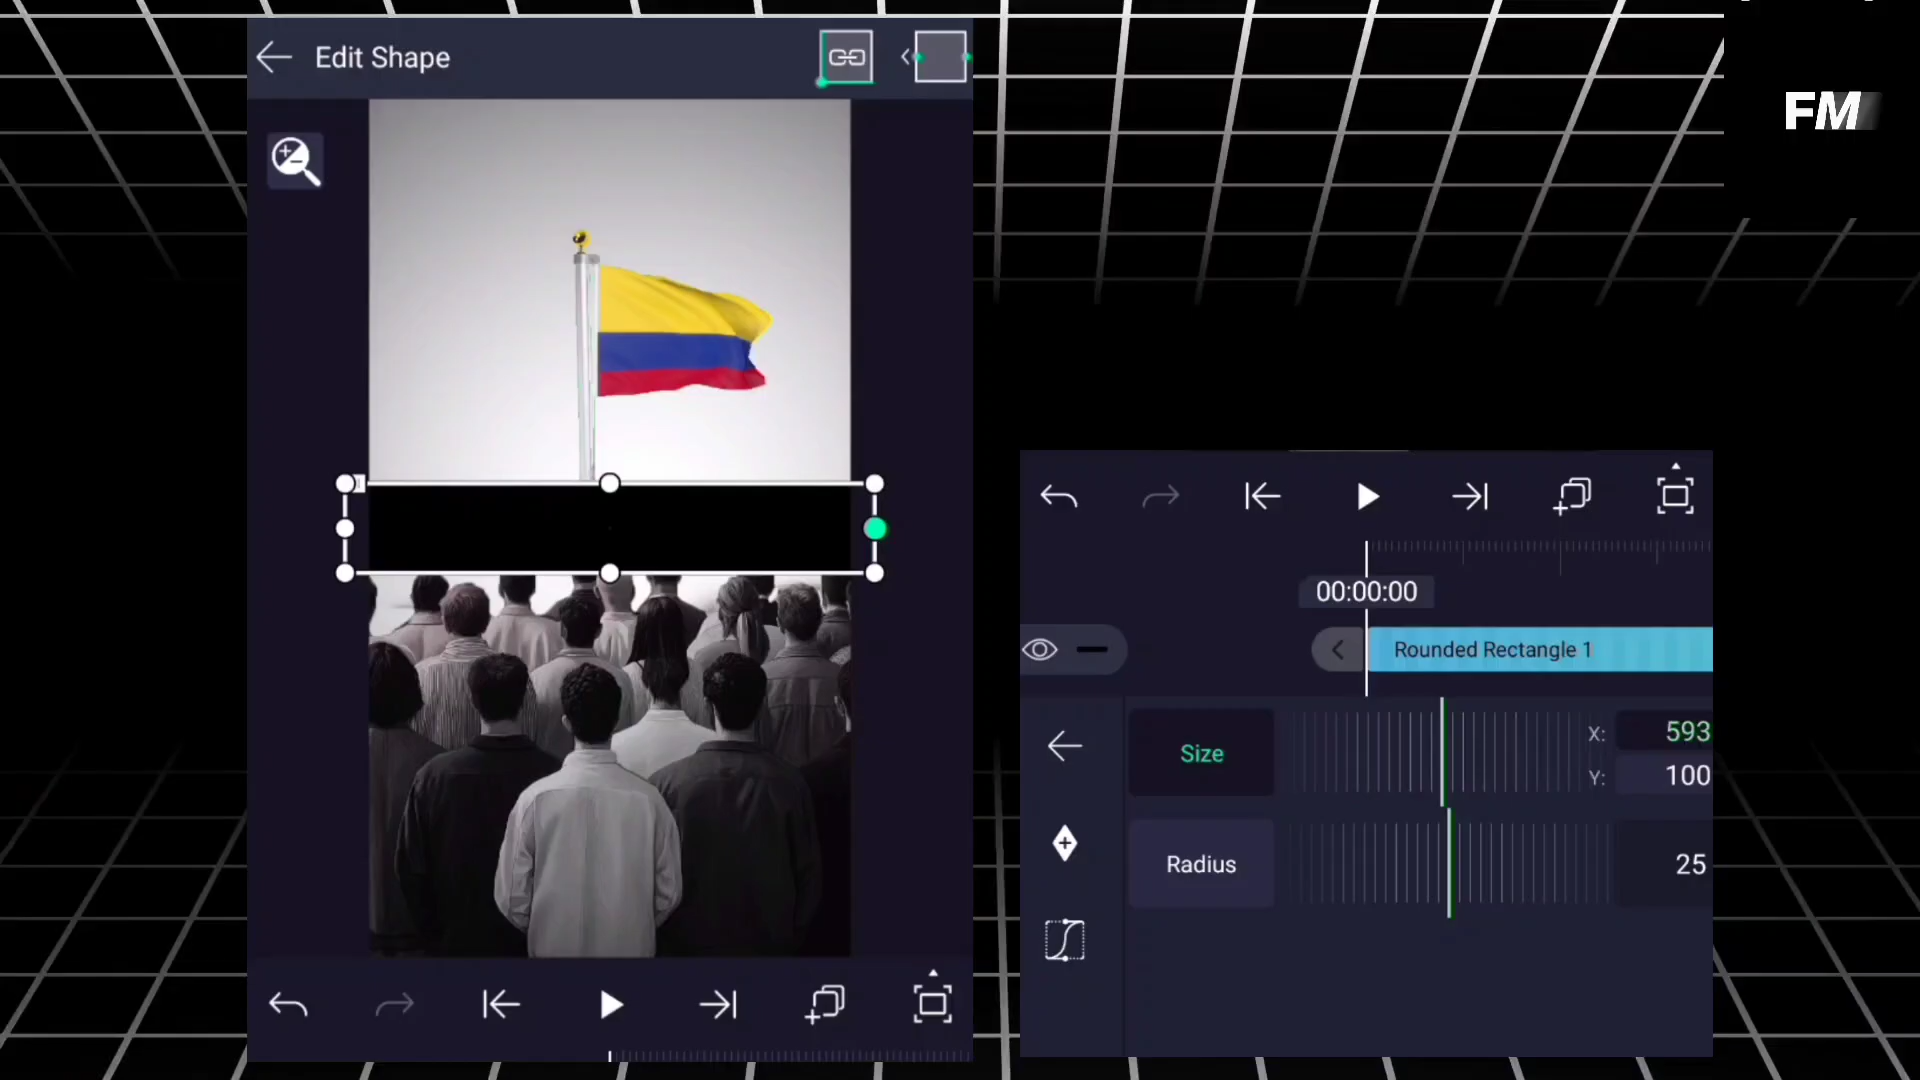 Edit Shape
FM
00:00:00
Rounded Rectangle 1
Size
X: 593
Y: 100
Radius
25